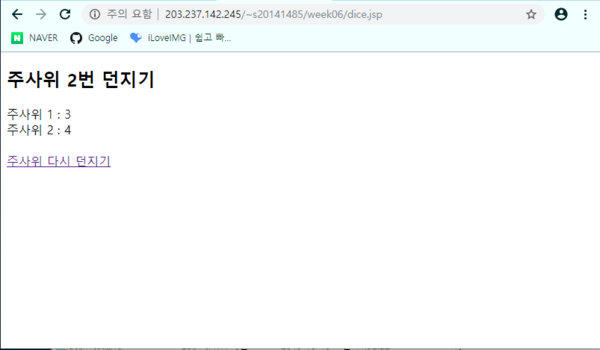 주의 요함 | 203.237.142.245/~s20141485/week06/dice.jsp
NAVER Google iLoveIMG | 쉽고 빠...
주사위 2번 던지기
주사위 1 : 3
주사위 2 : 4
주사위 다시 던지기